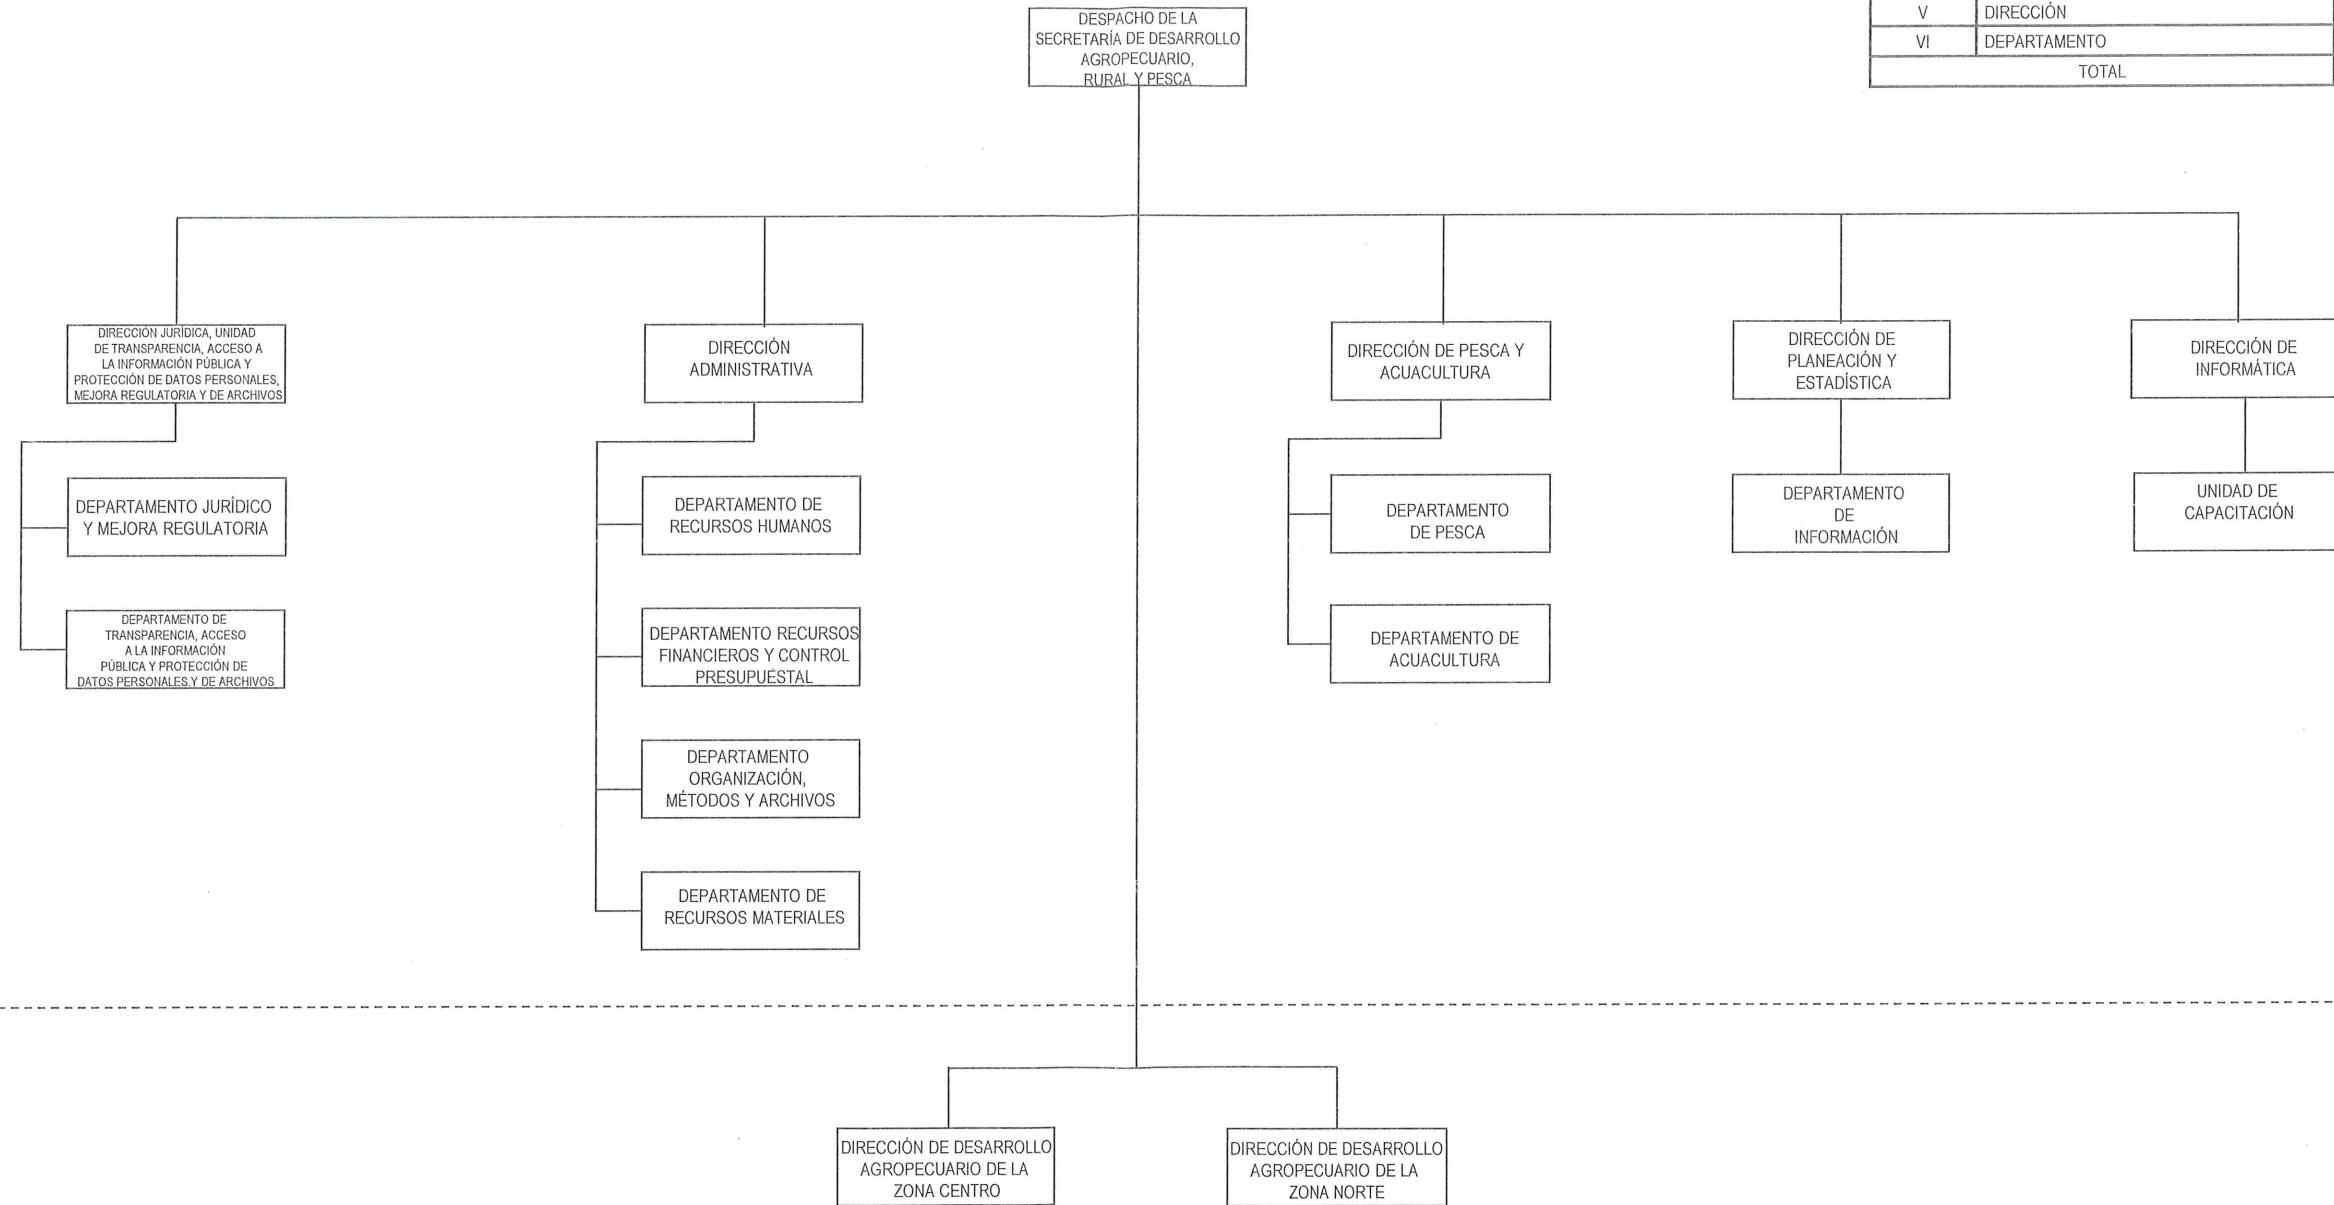 DESPACHO DE LA
SECRETARÍA DE DESARROLLO
AGROPECUARIO,
RURAL Y PESCA
V DIRECCIÓN
VI DEPARTAMENTO
TOTAL
DIRECCIÓN JURÍDICA, UNIDAD
DE TRANSPARENCIA, ACCESO A
LA INFORMACIÓN PÚBLICA Y
PROTECCIÓN DE DATOS PERSONALES,
MEJORA REGULATORIA Y DE ARCHIVOS
DIRECCIÓN
ADMINISTRATIVA
DIRECCIÓN DE PESCA Y
ACUACULTURA
DIRECCIÓN DE
PLANEACIÓN Y
ESTADÍSTICA
DIRECCIÓN DE
INFORMÁTICA
DEPARTAMENTO JURÍDICO
Y MEJORA REGULATORIA
DEPARTAMENTO DE
RECURSOS HUMANOS
DEPARTAMENTO
DE PESCA
DEPARTAMENTO
DE
INFORMACIÓN
UNIDAD DE
CAPACITACIÓN
DEPARTAMENTO DE
TRANSPARENCIA, ACCESO
A LA INFORMACIÓN
PÚBLICA Y PROTECCIÓN DE
DATOS PERSONALES.Y DE ARCHIVOS
DEPARTAMENTO RECURSOS
FINANCIEROS Y CONTROL
PRESUPUESTAL
DEPARTAMENTO DE
ACUACULTURA
DEPARTAMENTO
ORGANIZACIÓN,
MÉTODOS Y ARCHIVOS
DEPARTAMENTO DE
RECURSOS MATERIALES
DIRECCIÓN DE DESARROLLO
AGROPECUARIO DE LA
ZONA CENTRO
DIRECCIÓN DE DESARROLLO
AGROPECUARIO DE LA
ZONA NORTE